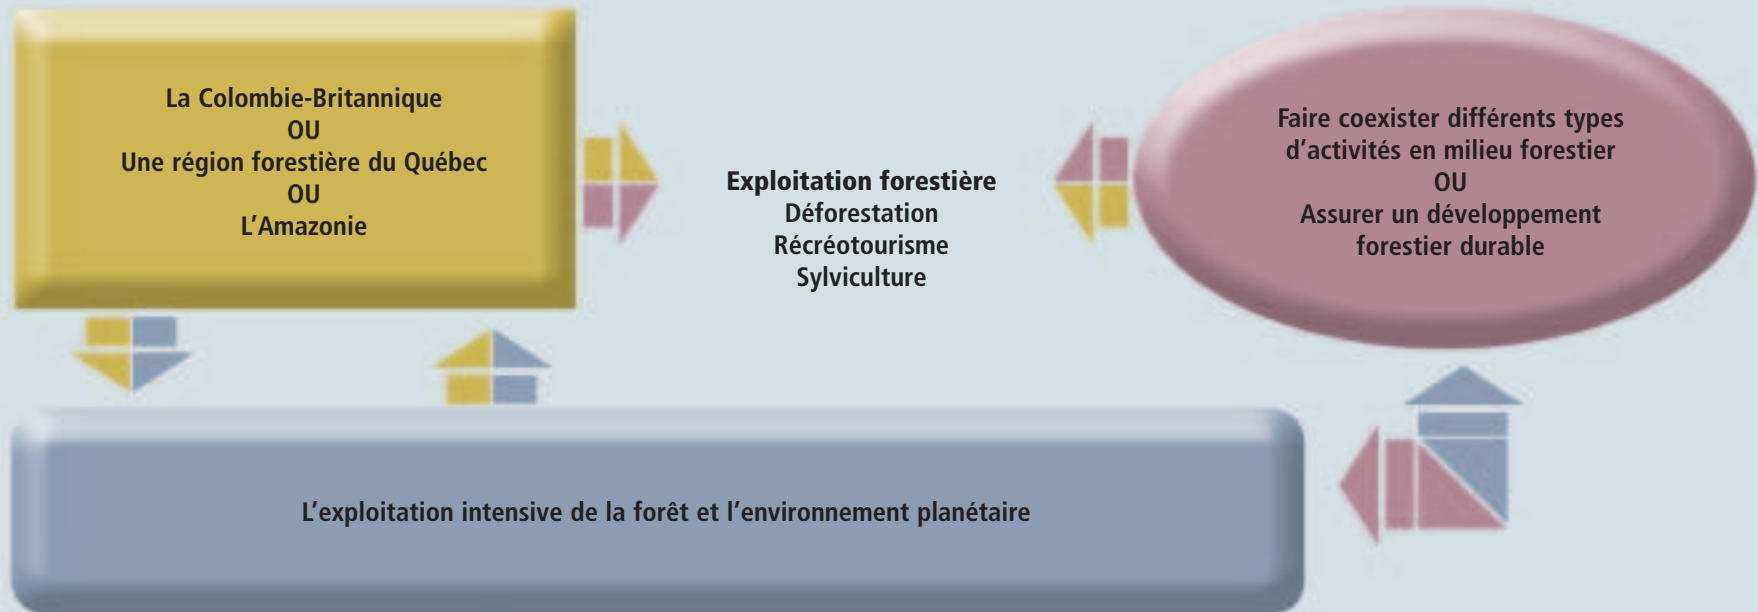 La Colombie-Britannique
OU
Une région forestière du Québec
OU
L’Amazonie
Exploitation forestière
Déforestation
Récréotourisme
Sylviculture
Faire coexister différents types
d’activités en milieu forestier
OU
Assurer un développement
forestier durable
L’exploitation intensive de la forêt et l’environnement planétaire